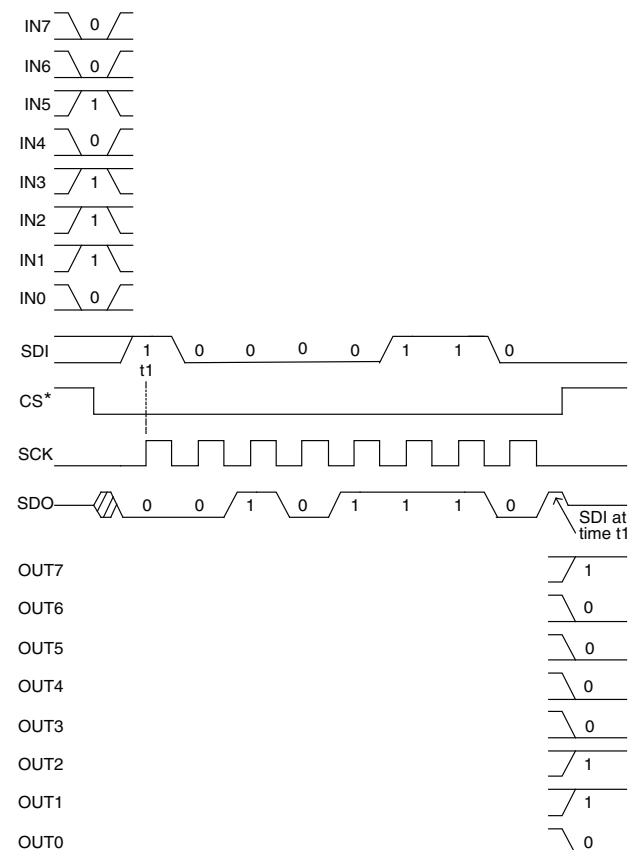 IN7 0
IN6 0
IN5 1
IN4 0
IN3 1
IN2 1
IN1 1
IN0 0
SDI 1 0 0 0 0 1 1 0
t1
CS*
SCK
SDO 0 0 1 0 1 1 1 0
SDI at
time t1
OUT7 1
OUT6 0
OUT5 0
OUT4 0
OUT3 0
OUT2 1
OUT1 1
OUT0 0